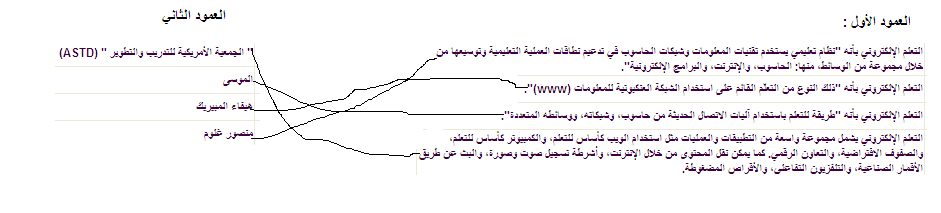 العمود الأول :
التعلم الإلكتروني بأنه "نظام تعليمي يستخدم تقنيات المعلومات وشبكات الحاسوب في تدعيم نطاقات العملية التعليمية وتوسيعها من
خلال مجموعة من الوسائط، منها: الحاسوب، والإنترنت، والبرامج الإلكترونية".
التعلم الإلكتروني بأنه "ذلك النوع من التعلم القائم على استخدام الشبكة العنكبوتية للمعلومات (www)".
التعلم الإلكتروني بأنه "طريقة للتعلم باستخدام آليات الاتصال الحديثة من حاسوب، وشبكاته، ووسائطه المتعددة".
التعلم الإلكتروني يشمل مجموعة واسعة من التطبيقات والعمليات مثل استخدام الويب كأساس للتعلم، والكمبيوتر كأساس للتعلم،
والصفوف الافتراضية، والتعاون الرقمي. كما يمكن نقل المحتوى من خلال الإنترنت، وأشرطة تسجيل صوت وصورة، والبث عن طريق
الأقمار الصناعية، والتلفزيون التفاعلي، والأقراص المضغوطة.
العمود الثاني
" الجمعية الأمريكية للتدريب والتطوير " (ASTD)
الموسى
هيفاء المبيريك
منصور غلوم